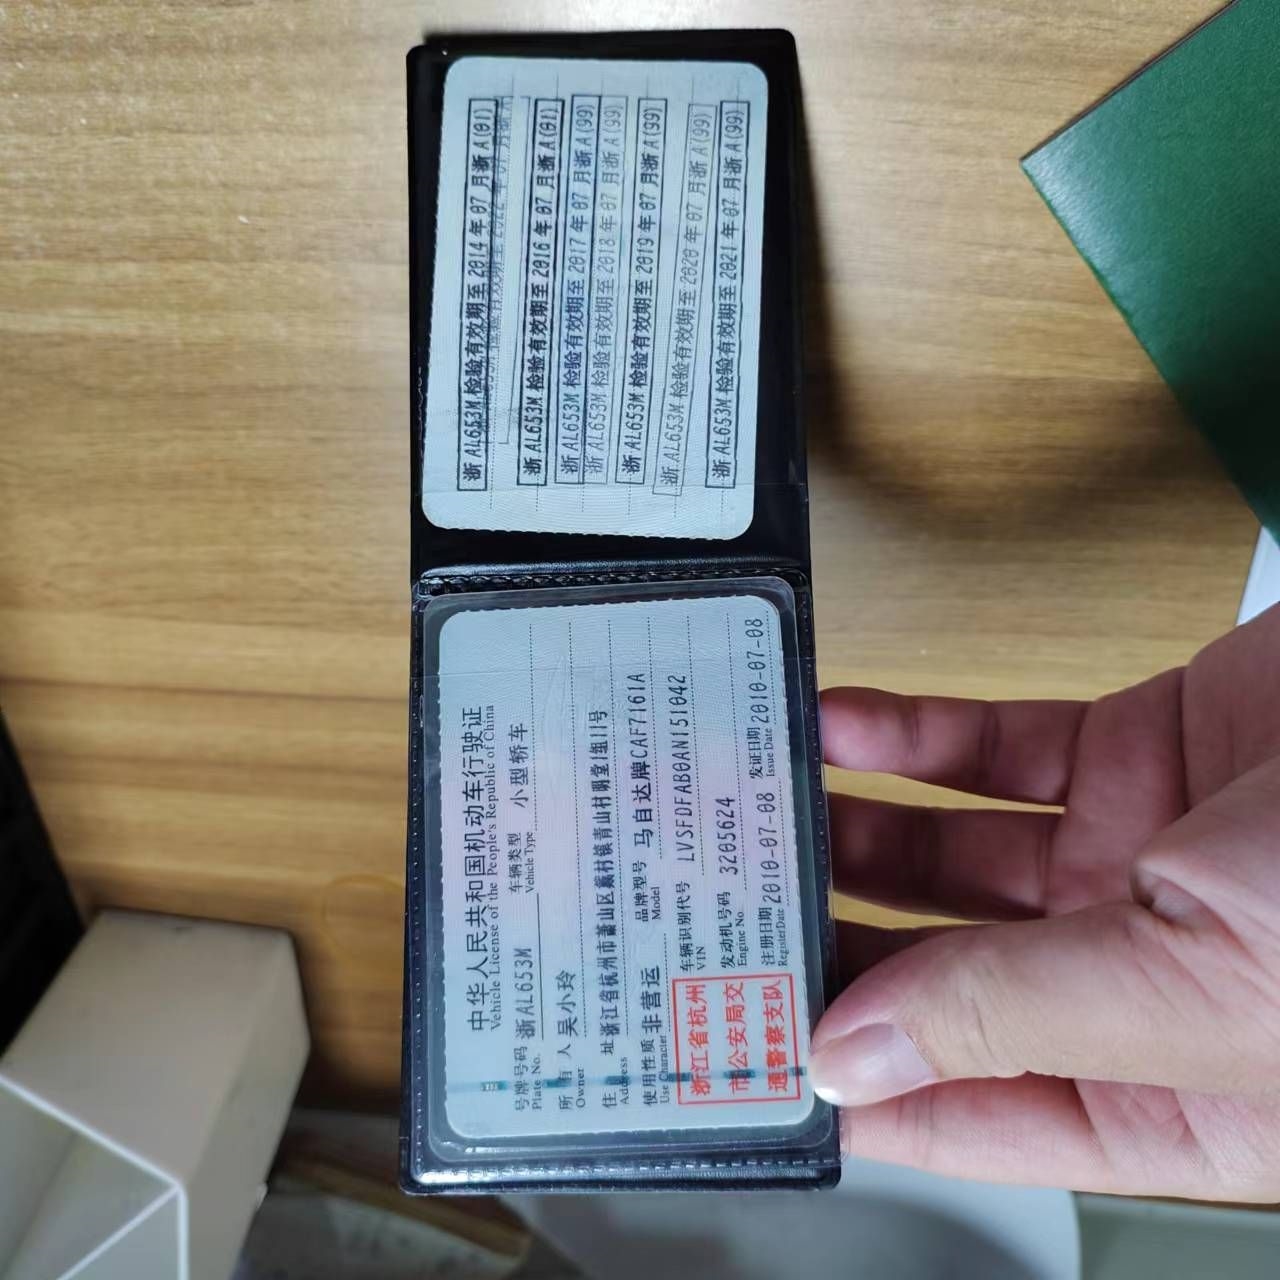 浙AL653M检验有效期至2014年07月浙A(01)
浙AL653M检验有效期至2016年07月浙A(01)
浙AL653M检验有效期至2017年07月浙A(99)
浙AL653M检验有效期至2018年07月浙A(99)
浙AL653M检验有效期至2019年07月浙A(99)
浙AL653M检验有效期至2020年07月浙A(99)
浙AL653M检验有效期至2021年07月浙A(99)
中华人民共和国机动车行驶证
Vehicle License of the People's Republic of China
号牌号码 浙AL653M 车辆类型 小型轿车
Plate No. Vehicle Type
所有人 吴小玲
Owner
住址 浙江省杭州市萧山区戴村镇青山村明堂1组11号
Address
使用性质 非营运 品牌型号 马自达牌CAF7161A
Use Character Model
浙江省杭州
市公安局交
通警察支队
车辆识别代号 LVSFDFAB0AN151042
VIN
发动机号码 3205624
Engine No.
注册日期 2010-07-08 发证日期 2010-07-08
Register Date Issue Date